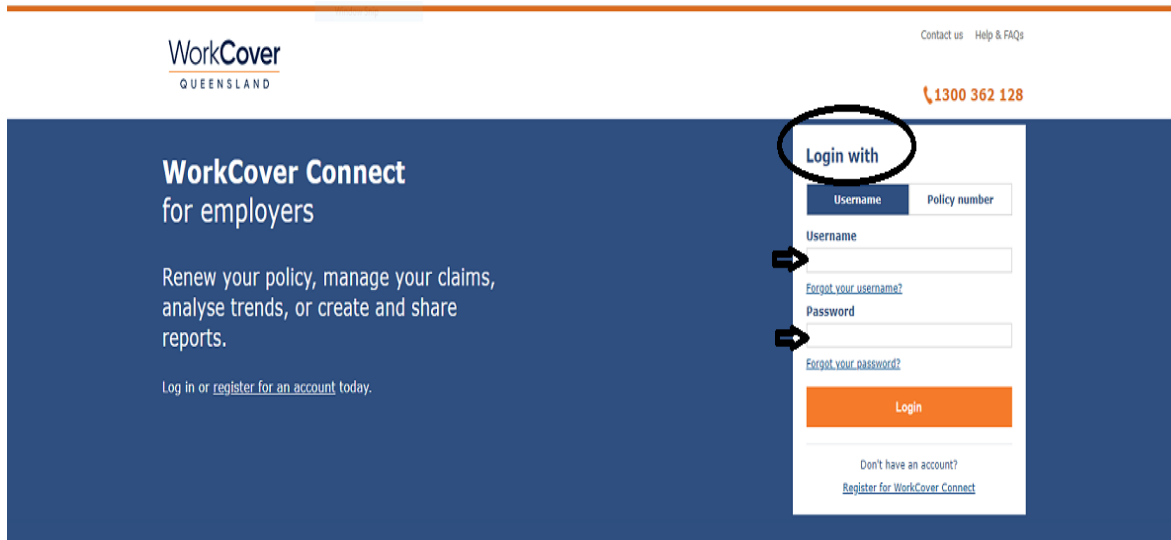 Contact us Help & FAQs
WorkCover
QUEENSLAND
1300 362 128
WorkCover Connect
for employers
Renew your policy, manage your claims,
analyse trends, or create and share
reports.
Log in or register for an account today.
Login with
Username Policy number
Username
Forgot your username?
Password
Forgot your password?
Login
Don't have an account?
Register for WorkCover Connect